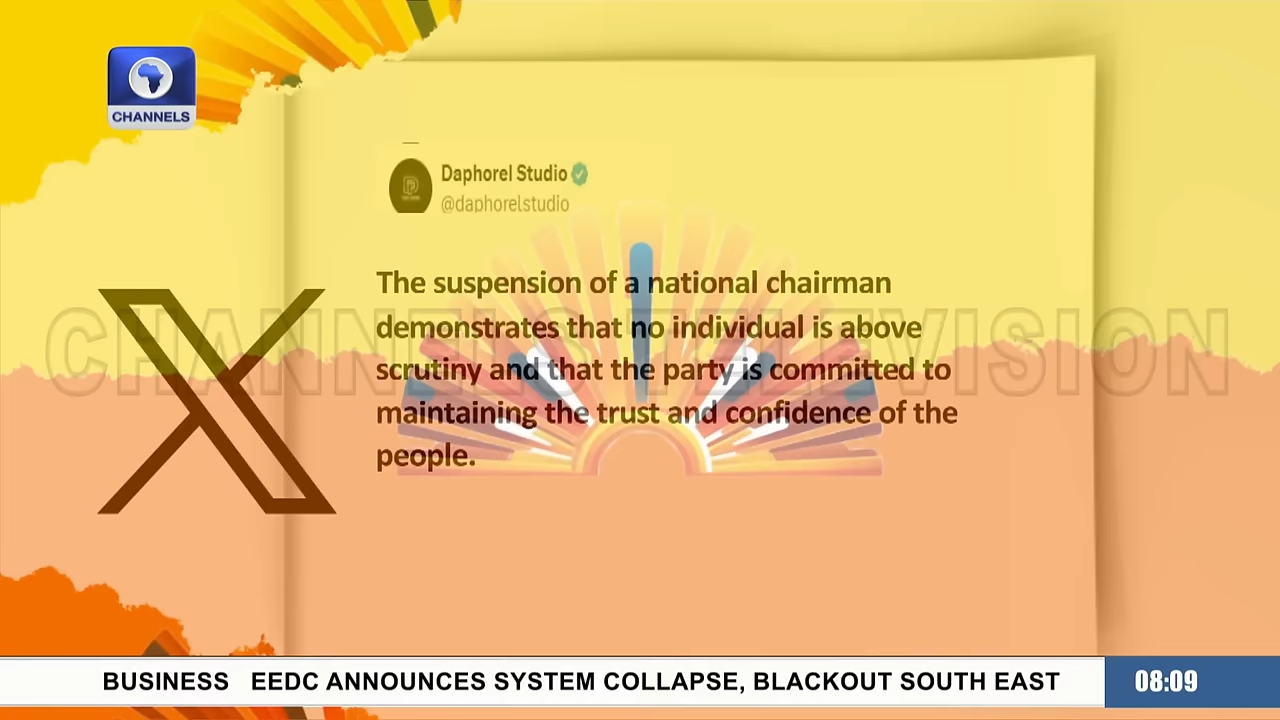 CHANNELS
Daphorel Studio
@daphorelstudio
The suspension of a national chairman
demonstrates that no individual is above
scrutiny and that the party is committed to
maintaining the trust and confidence of the
people.
CHANNELS TELEVISION
BUSINESS EEDC ANNOUNCES SYSTEM COLLAPSE, BLACKOUT SOUTH EAST
08:09